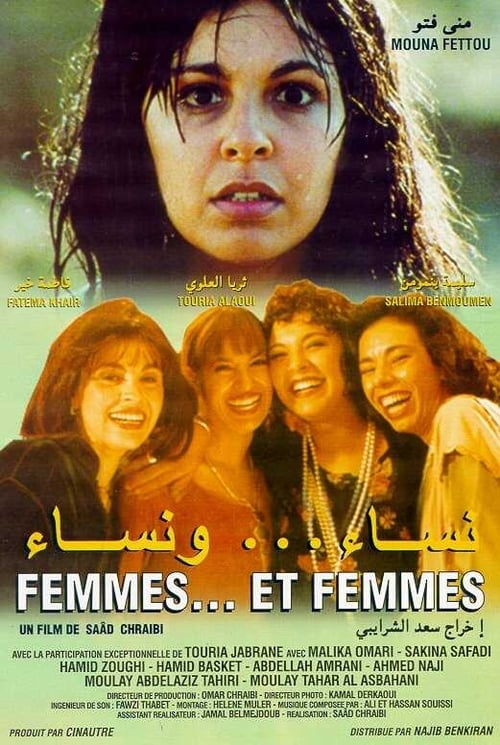 منى فتو
MOUNA FETTOU
فاطمة خير
ثريا العلوي
سليمة بنمومن
FATEMA KHAIR
TOURIA ALAOUI
SALIMA BENMOUMEN
نساء... ونساء
FEMMES... ET FEMMES
UN FILM DE SAÂD CHRAIBI
إخراج سعد الشرايبي
AVEC LA PARTICIPATION EXCEPTIONNELLE DE TOURIA JABRANE AVEC MALIKA OMARI - SAKINA SAFADI
HAMID ZOUGHI - HAMID BASKET - ABDELLAH AMRANI - AHMED NAJI
MOULAY ABDELAZIZ TAHIRI - MOULAY TAHAR AL ASBAHANI
DIRECTEUR DE PRODUCTION : OMAR CHRAIBI - DIRECTEUR PHOTO : KAMAL DERKAOUI
INGENIEUR DE SON : FAWZI THABET - MONTAGE : HELENE MULER - MUSIQUE COMPOSEE PAR : ALI ET HASSAN SOUISSI
ASSISTANT REALISATEUR : JAMAL BELMEJDOUB - REALISATION : SAÂD CHRAIBI
PRODUIT PAR CINAUTRE
DISTRIBUE PAR NAJIB BENKIRAN